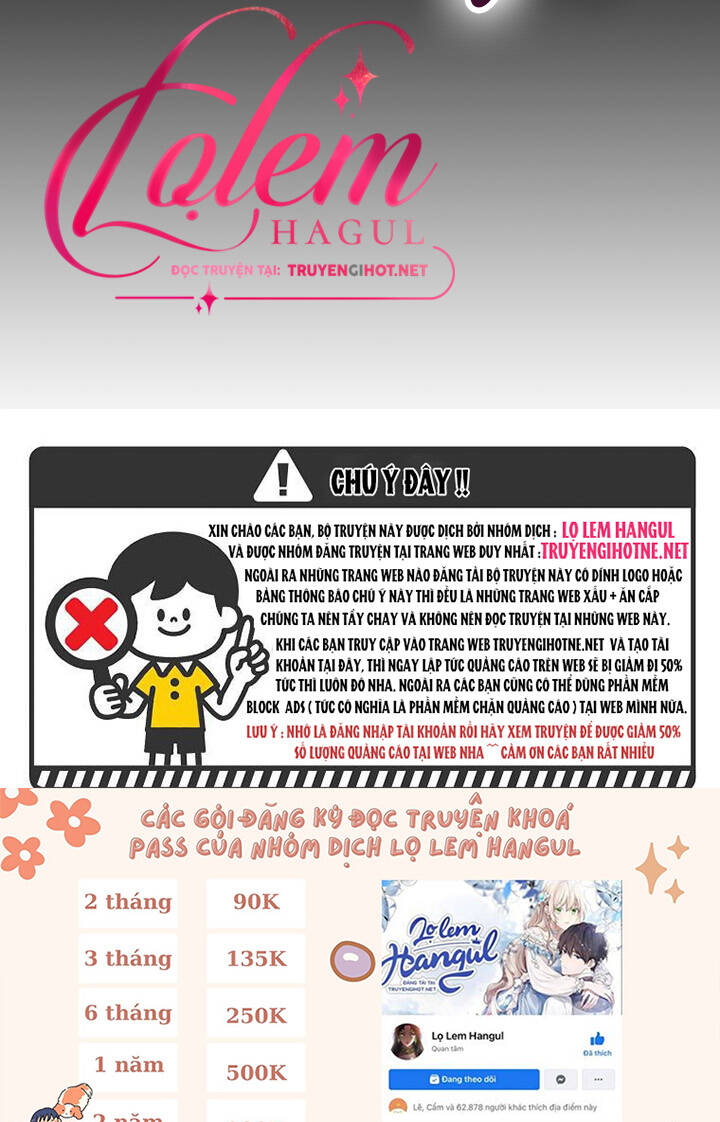 Lọlem
HAGUL
ĐỌC TRUYỆN TẠI: TRUYENGIHOT.NET
CHÚ Ý ĐÂY !!
XIN CHÀO CÁC BẠN, BỘ TRUYỆN NÀY ĐƯỢC DỊCH BỞI NHÓM DỊCH : LỌ LEM HANGUL
VÀ ĐƯỢC NHÓM ĐĂNG TRUYỆN TẠI TRANG WEB DUY NHẤT :TRUYENGIHOTNE.NET
NGOÀI RA NHỮNG TRANG WEB NÀO ĐĂNG TẢI BỘ TRUYỆN NÀY CÓ DÍNH LOGO HOẶC
BẢNG THÔNG BÁO CHÚ Ý NÀY THÌ ĐỀU LÀ NHỮNG TRANG WEB XẤU + ĂN CẮP
CHÚNG TA NÊN TẨY CHAY VÀ KHÔNG NÊN ĐỌC TRUYỆN TẠI NHỮNG WEB NÀY.
KHI CÁC BẠN TRUY CẬP VÀO TRANG WEB TRUYENGIHOTNE.NET VÀ TẠO TÀI
KHOẢN TẠI ĐÂY, THÌ NGAY LẬP TỨC QUẢNG CÁO TRÊN WEB SẼ BỊ GIẢM ĐI 50%
TỨC THÌ LUÔN ĐÓ NHA. NGOÀI RA CÁC BẠN CŨNG CÓ THỂ DÙNG PHẦN MỀM
BLOCK ADS ( TỨC CÓ NGHĨA LÀ PHẦN MỀM CHẶN QUẢNG CÁO ) TẠI WEB MÌNH NỮA.
LƯU Ý : NHỚ LÀ ĐĂNG NHẬP TÀI KHOẢN RỒI HÃY XEM TRUYỆN ĐỂ ĐƯỢC GIẢM 50%
SỐ LƯỢNG QUẢNG CÁO TẠI WEB NHA ^^ CẢM ƠN CÁC BẠN RẤT NHIỀU
CÁC GÓI ĐĂNG KÝ ĐỌC TRUYỆN KHOÁ
PASS CỦA NHÓM DỊCH LỌ LEM HANGUL
2 tháng 90K
3 tháng 135K
6 tháng 250K
1 năm 500K
2 năm
Lọ lem
Hangul
ĐĂNG TẢI TẠI
TRUYENGIHOT.NET
Lọ Lem Hangul
Quan tâm
Đã thích
Đang theo dõi
Lê, Cẩm và 62.878 người khác thích địa điểm này